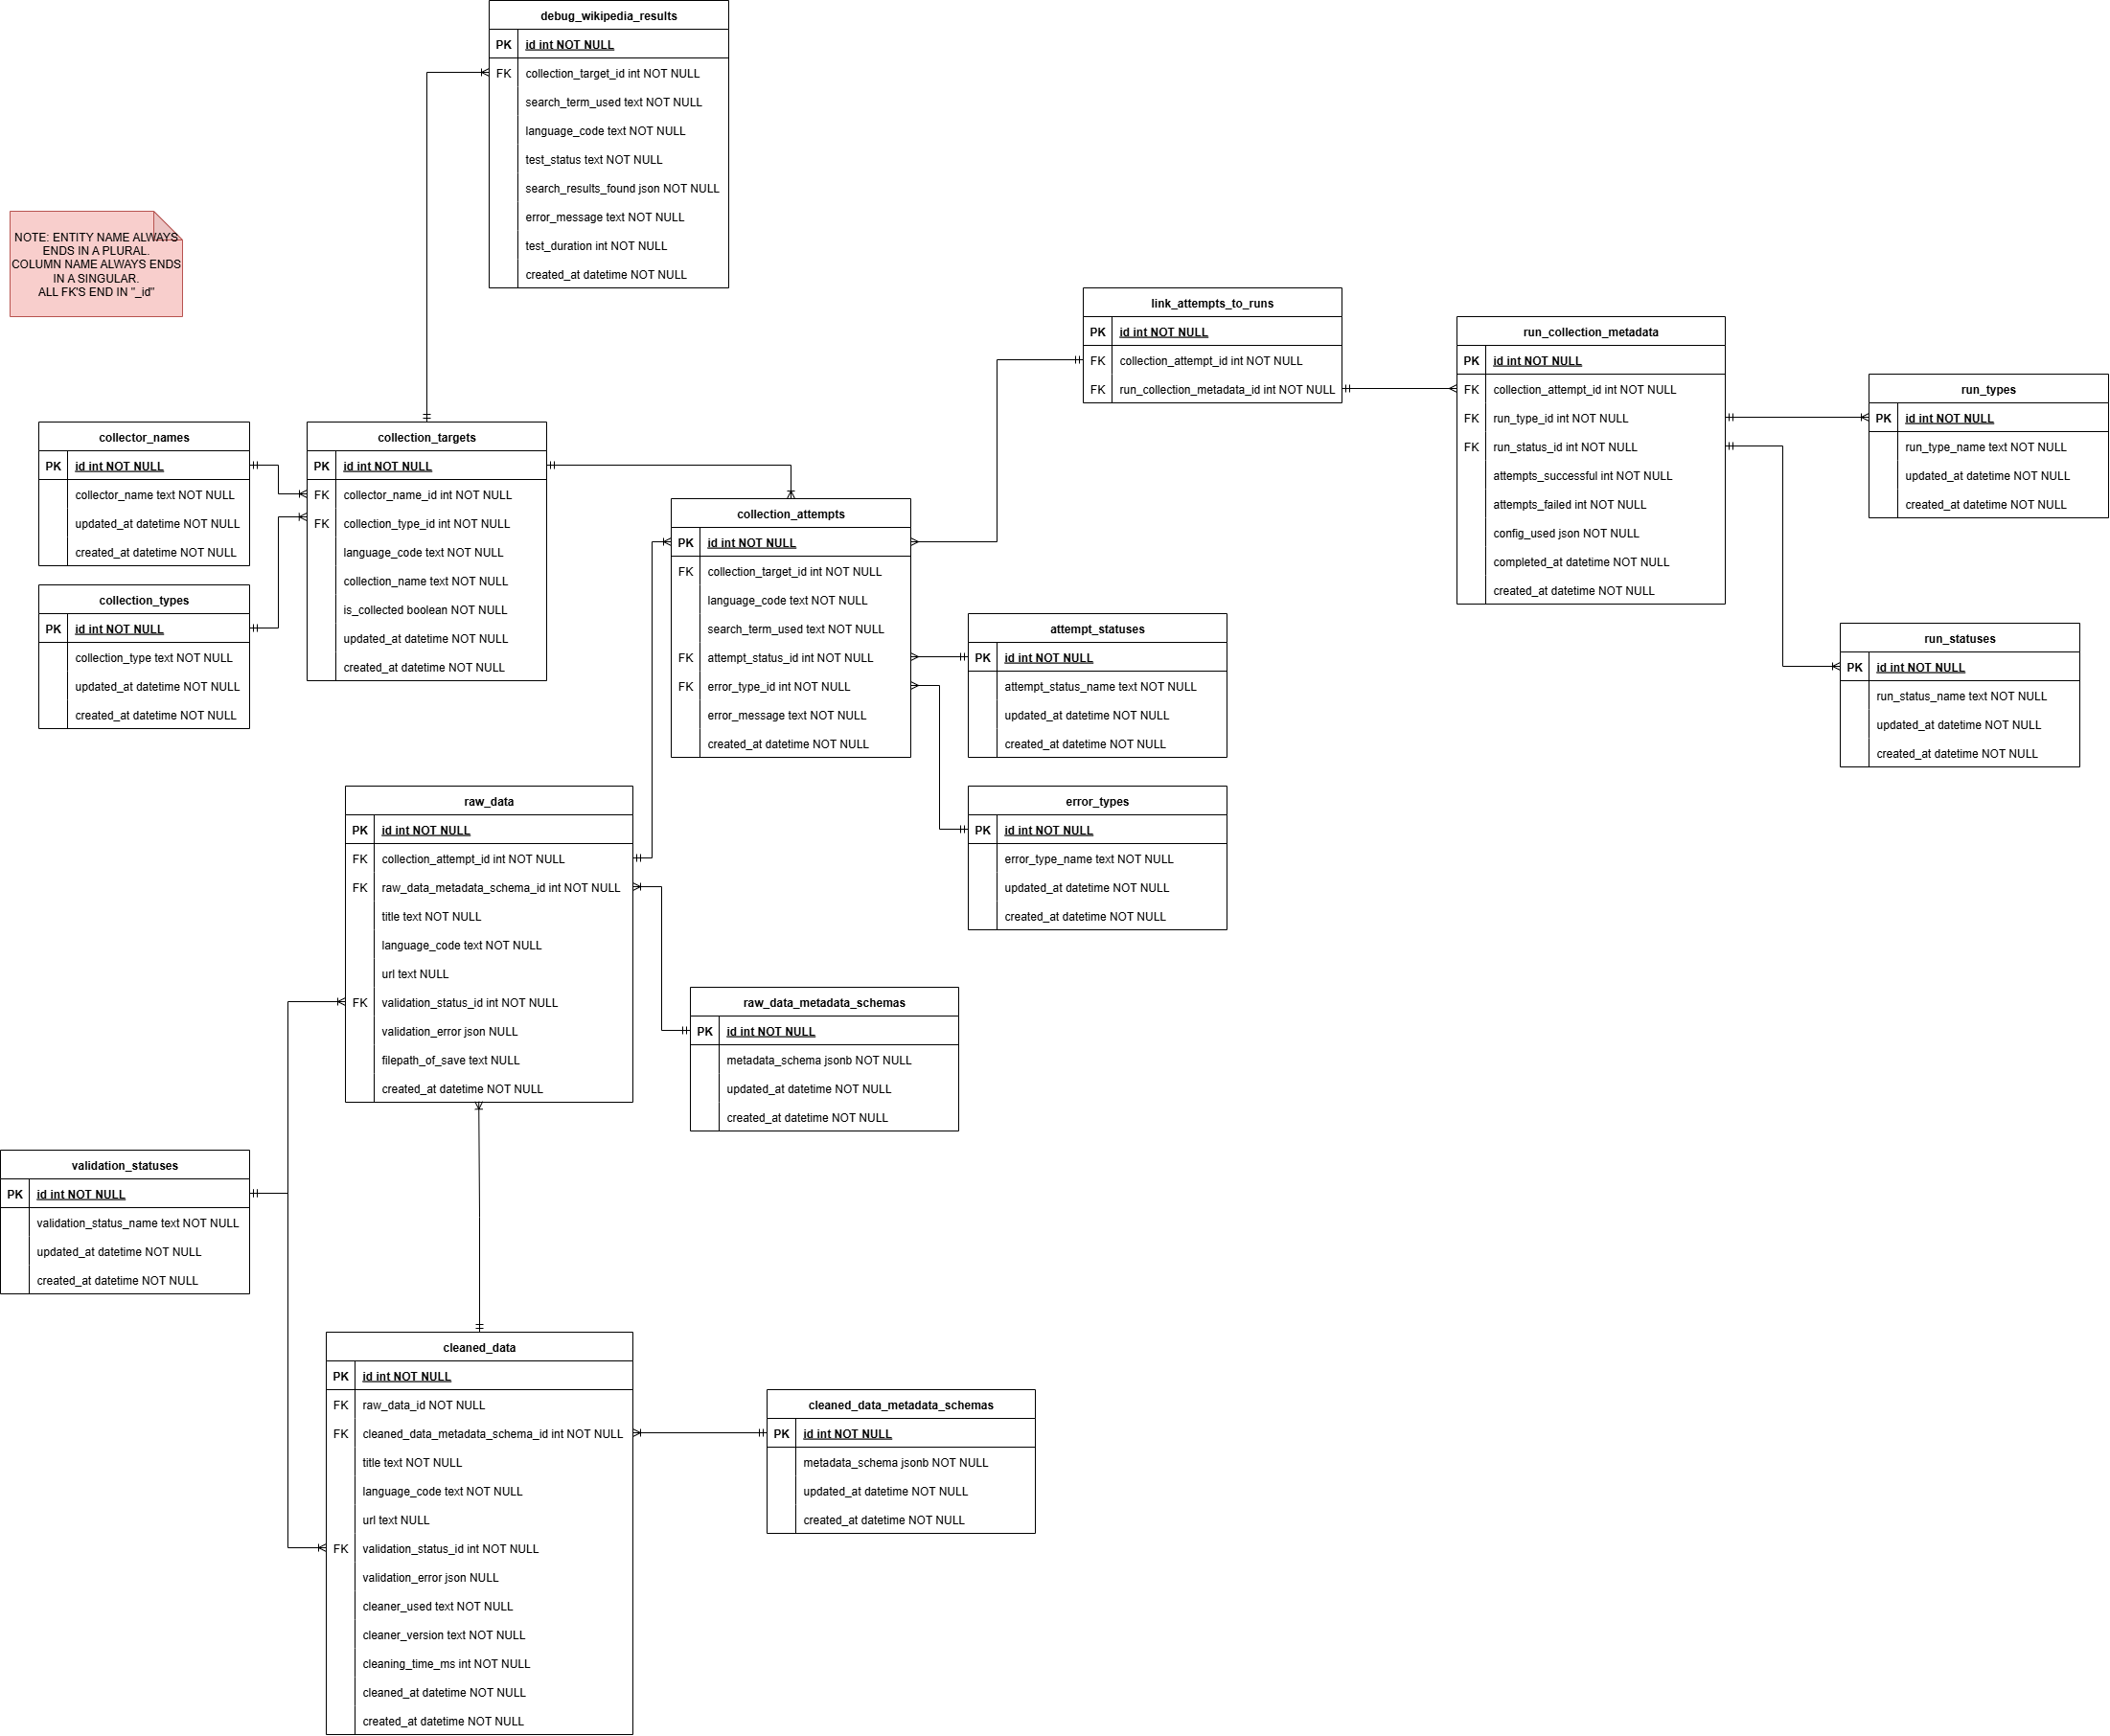 debug_wikipedia_results
PK id int NOT NULL
FK collection_target_id int NOT NULL
search_term_used text NOT NULL
language_code text NOT NULL
test_status text NOT NULL
search_results_found json NOT NULL
error_message text NOT NULL
test_duration int NOT NULL
created_at datetime NOT NULL
NOTE: ENTITY NAME ALWAYS
ENDS IN A PLURAL.
COLUMN NAME ALWAYS ENDS
IN A SINGULAR.
ALL FK'S END IN "_id"
link_attempts_to_runs
PK id int NOT NULL
FK collection_attempt_id int NOT NULL
FK run_collection_metadata_id int NOT NULL
run_collection_metadata
PK id int NOT NULL
FK collection_attempt_id int NOT NULL
FK run_type_id int NOT NULL
FK run_status_id int NOT NULL
attempts_successful int NOT NULL
attempts_failed int NOT NULL
config_used json NOT NULL
completed_at datetime NOT NULL
created_at datetime NOT NULL
run_types
PK id int NOT NULL
run_type_name text NOT NULL
updated_at datetime NOT NULL
created_at datetime NOT NULL
collector_names
PK id int NOT NULL
collector_name text NOT NULL
updated_at datetime NOT NULL
created_at datetime NOT NULL
collection_targets
PK id int NOT NULL
FK collector_name_id int NOT NULL
FK collection_type_id int NOT NULL
language_code text NOT NULL
collection_name text NOT NULL
is_collected boolean NOT NULL
updated_at datetime NOT NULL
created_at datetime NOT NULL
collection_types
PK id int NOT NULL
collection_type text NOT NULL
updated_at datetime NOT NULL
created_at datetime NOT NULL
collection_attempts
PK id int NOT NULL
FK collection_target_id int NOT NULL
language_code text NOT NULL
search_term_used text NOT NULL
FK attempt_status_id int NOT NULL
FK error_type_id int NOT NULL
error_message text NOT NULL
created_at datetime NOT NULL
attempt_statuses
PK id int NOT NULL
attempt_status_name text NOT NULL
updated_at datetime NOT NULL
created_at datetime NOT NULL
run_statuses
PK id int NOT NULL
run_status_name text NOT NULL
updated_at datetime NOT NULL
created_at datetime NOT NULL
raw_data
PK id int NOT NULL
FK collection_attempt_id int NOT NULL
FK raw_data_metadata_schema_id int NOT NULL
title text NOT NULL
language_code text NOT NULL
url text NULL
FK validation_status_id int NOT NULL
validation_error json NULL
filepath_of_save text NULL
created_at datetime NOT NULL
error_types
PK id int NOT NULL
error_type_name text NOT NULL
updated_at datetime NOT NULL
created_at datetime NOT NULL
raw_data_metadata_schemas
PK id int NOT NULL
metadata_schema jsonb NOT NULL
updated_at datetime NOT NULL
created_at datetime NOT NULL
validation_statuses
PK id int NOT NULL
validation_status_name text NOT NULL
updated_at datetime NOT NULL
created_at datetime NOT NULL
cleaned_data
PK id int NOT NULL
FK raw_data_id NOT NULL
FK cleaned_data_metadata_schema_id int NOT NULL
title text NOT NULL
language_code text NOT NULL
url text NULL
FK validation_status_id int NOT NULL
validation_error json NULL
cleaner_used text NOT NULL
cleaner_version text NOT NULL
cleaning_time_ms int NOT NULL
cleaned_at datetime NOT NULL
created_at datetime NOT NULL
cleaned_data_metadata_schemas
PK id int NOT NULL
metadata_schema jsonb NOT NULL
updated_at datetime NOT NULL
created_at datetime NOT NULL